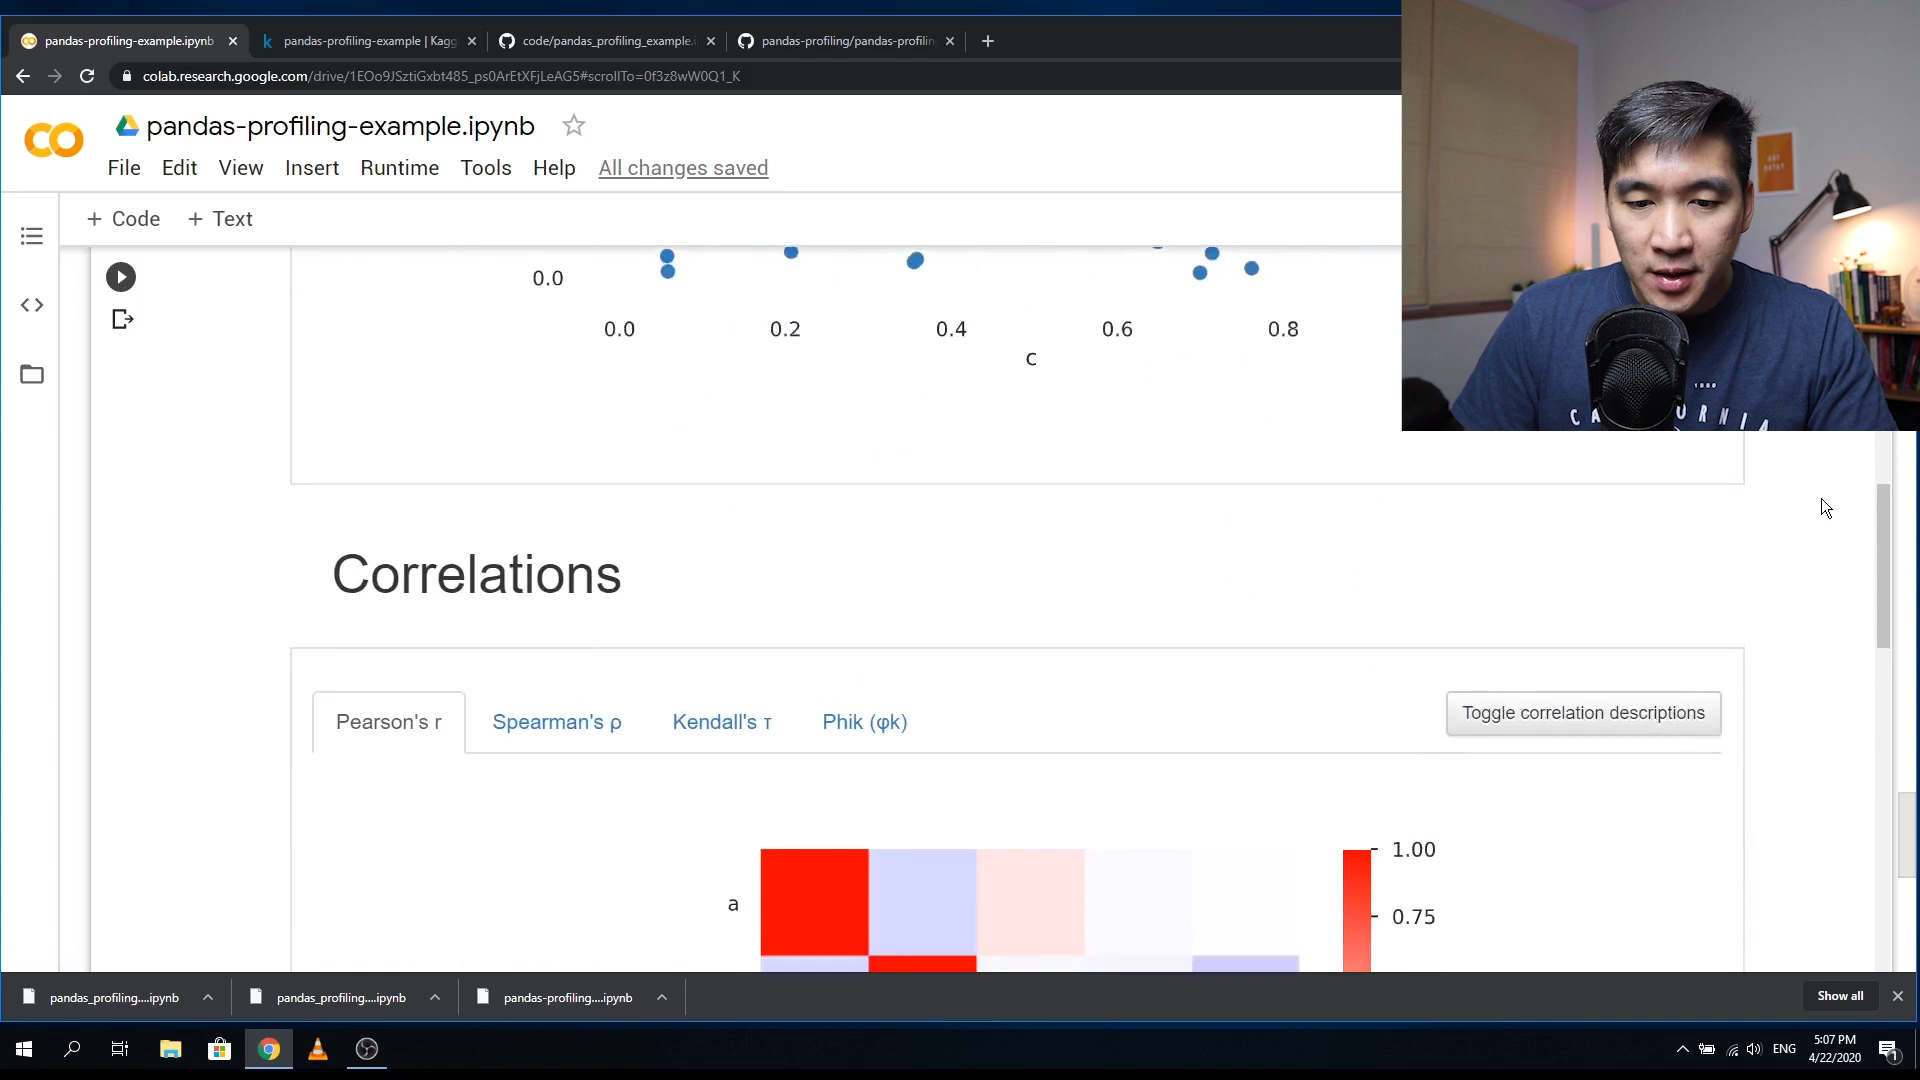 pandas-profiling-example.ipynb
pandas-profiling-example | Kagg
code/pandas_profiling_example.i
pandas-profiling/pandas-profilin
colab.research.google.com/drive/1EOo9JSztiGxbt485_ps0ArEtXFjLeAG5#scrollTo=0f3z8wW0Q1_K
pandas-profiling-example.ipynb
File Edit View Insert Runtime Tools Help All changes saved
+ Code + Text
0.0
0.0 0.2 0.4 0.6 0.8
c
Correlations
Pearson's r Spearman's ρ Kendall's τ Phik (φk)
Toggle correlation descriptions
1.00
a
0.75
pandas_profiling....ipynb
pandas_profiling....ipynb
pandas-profiling....ipynb
Show all
ENG
5:07 PM
4/22/2020
1